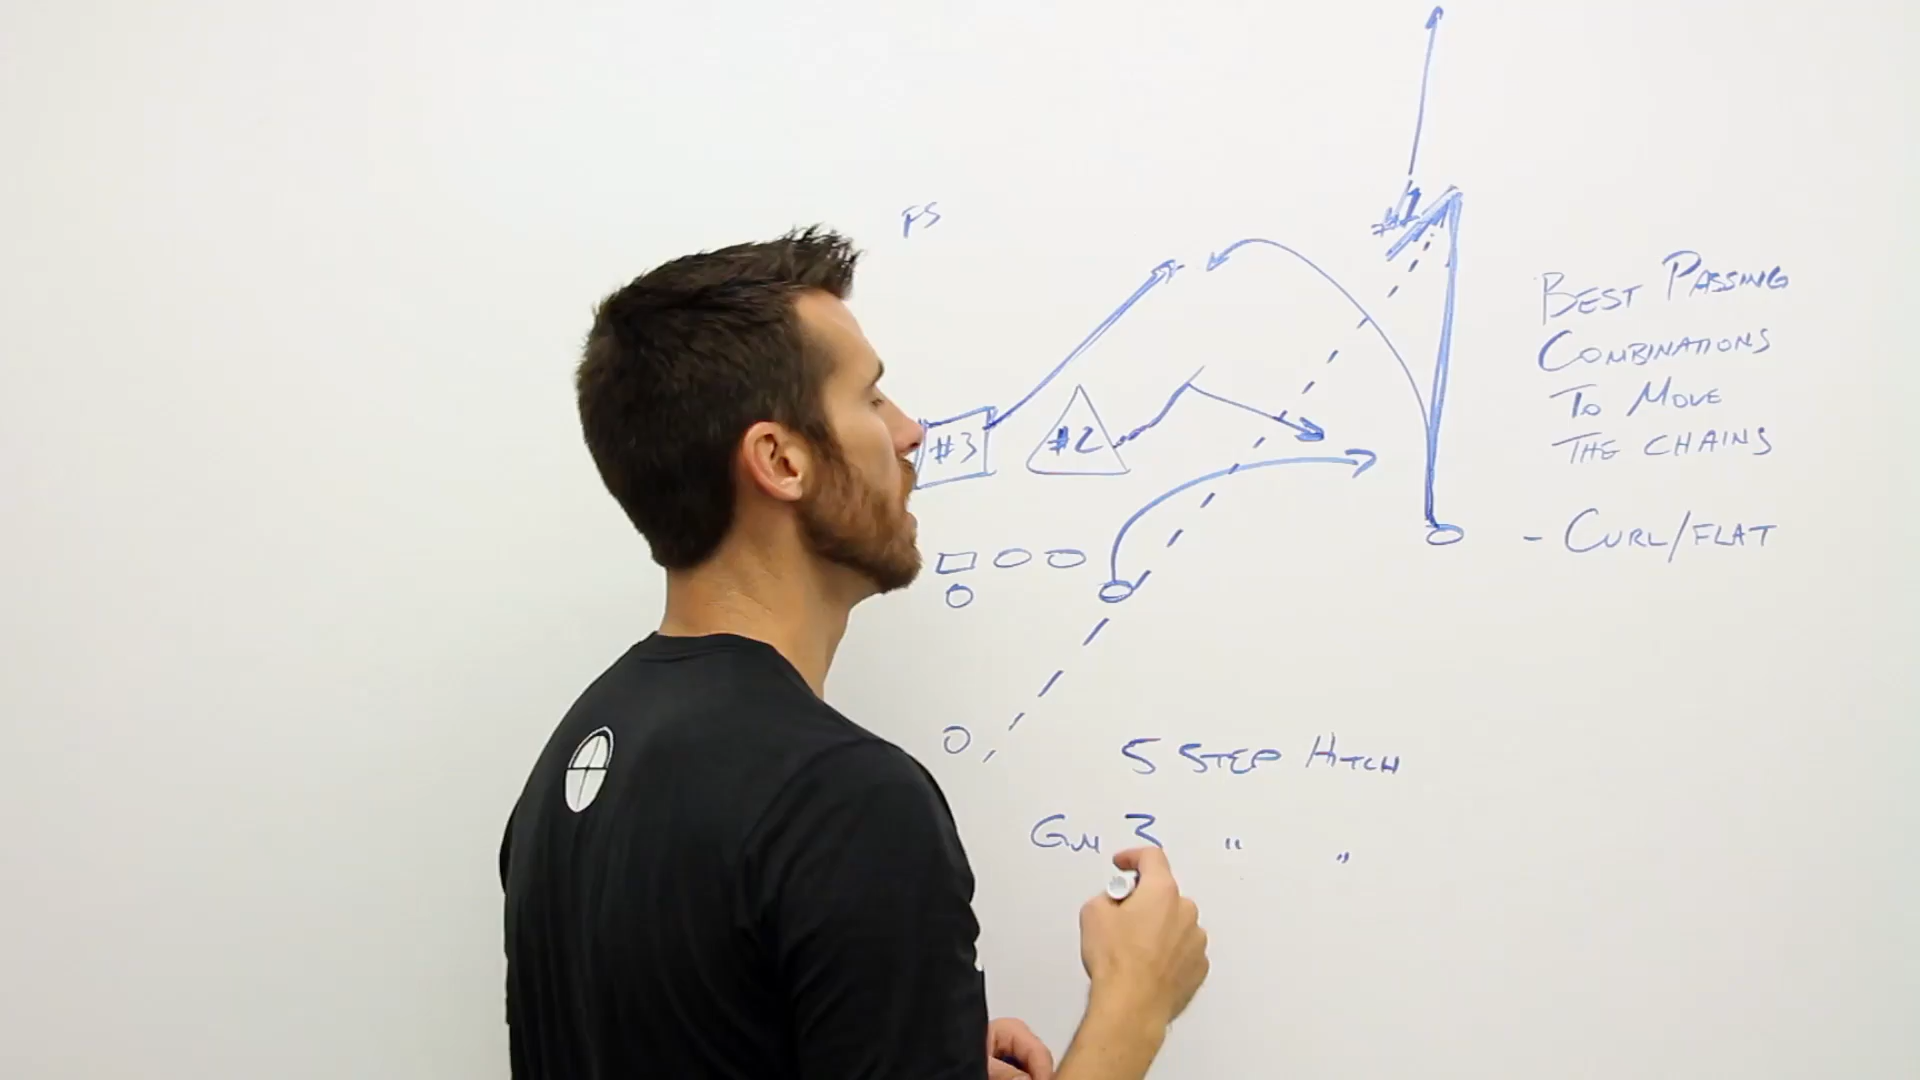 FS
#1
#3
#2
BEST PASSING
COMBINATIONS
TO MOVE
THE CHAINS
- CURL/FLAT
5 STEP HITCH
GUN 3 " "